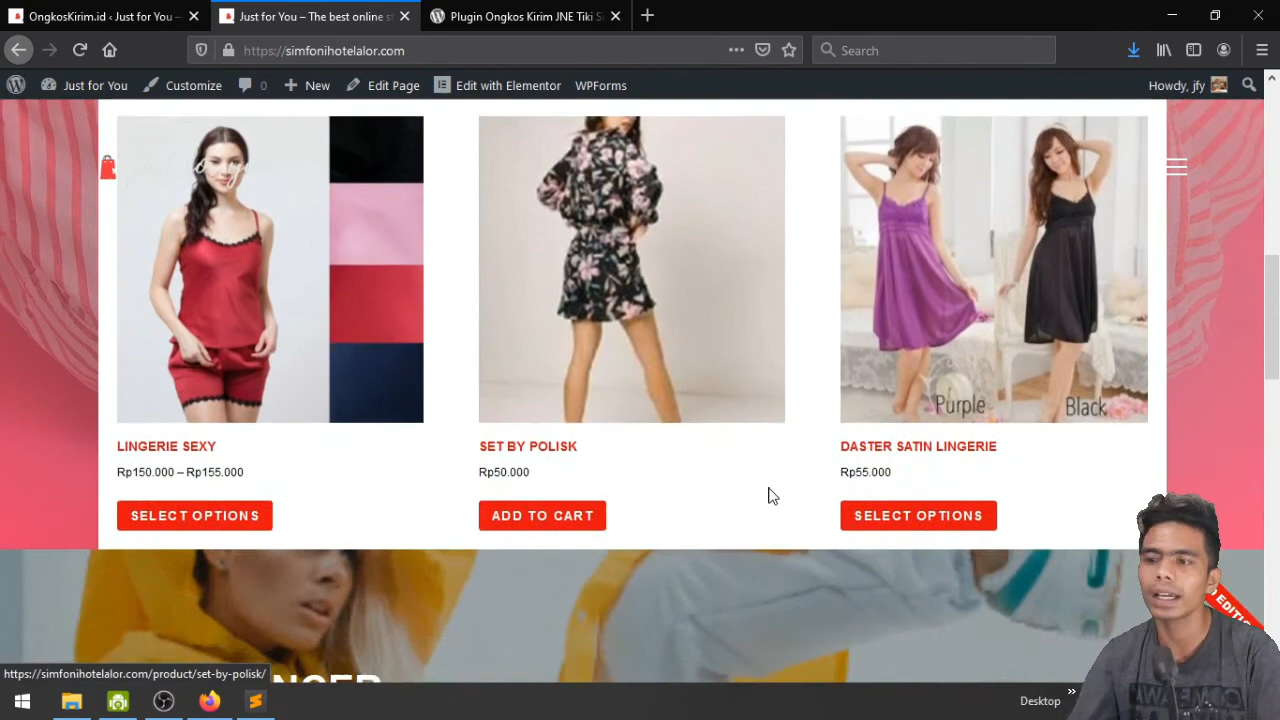 OngkosKirim.id ‹ Just for You —
Just for You – The best online st
Plugin Ongkos Kirim JNE Tiki Si
https://simfonihotelalor.com
Search
Just for You
Customize
0
New
Edit Page
Edit with Elementor
WPForms
Howdy, jfy
Purple
Black
LINGERIE SEXY
SET BY POLISK
DASTER SATIN LINGERIE
Rp150.000 – Rp155.000
Rp50.000
Rp55.000
SELECT OPTIONS
ADD TO CART
SELECT OPTIONS
EDITIO
https://simfonihotelalor.com/product/set-by-polisk/
Desktop